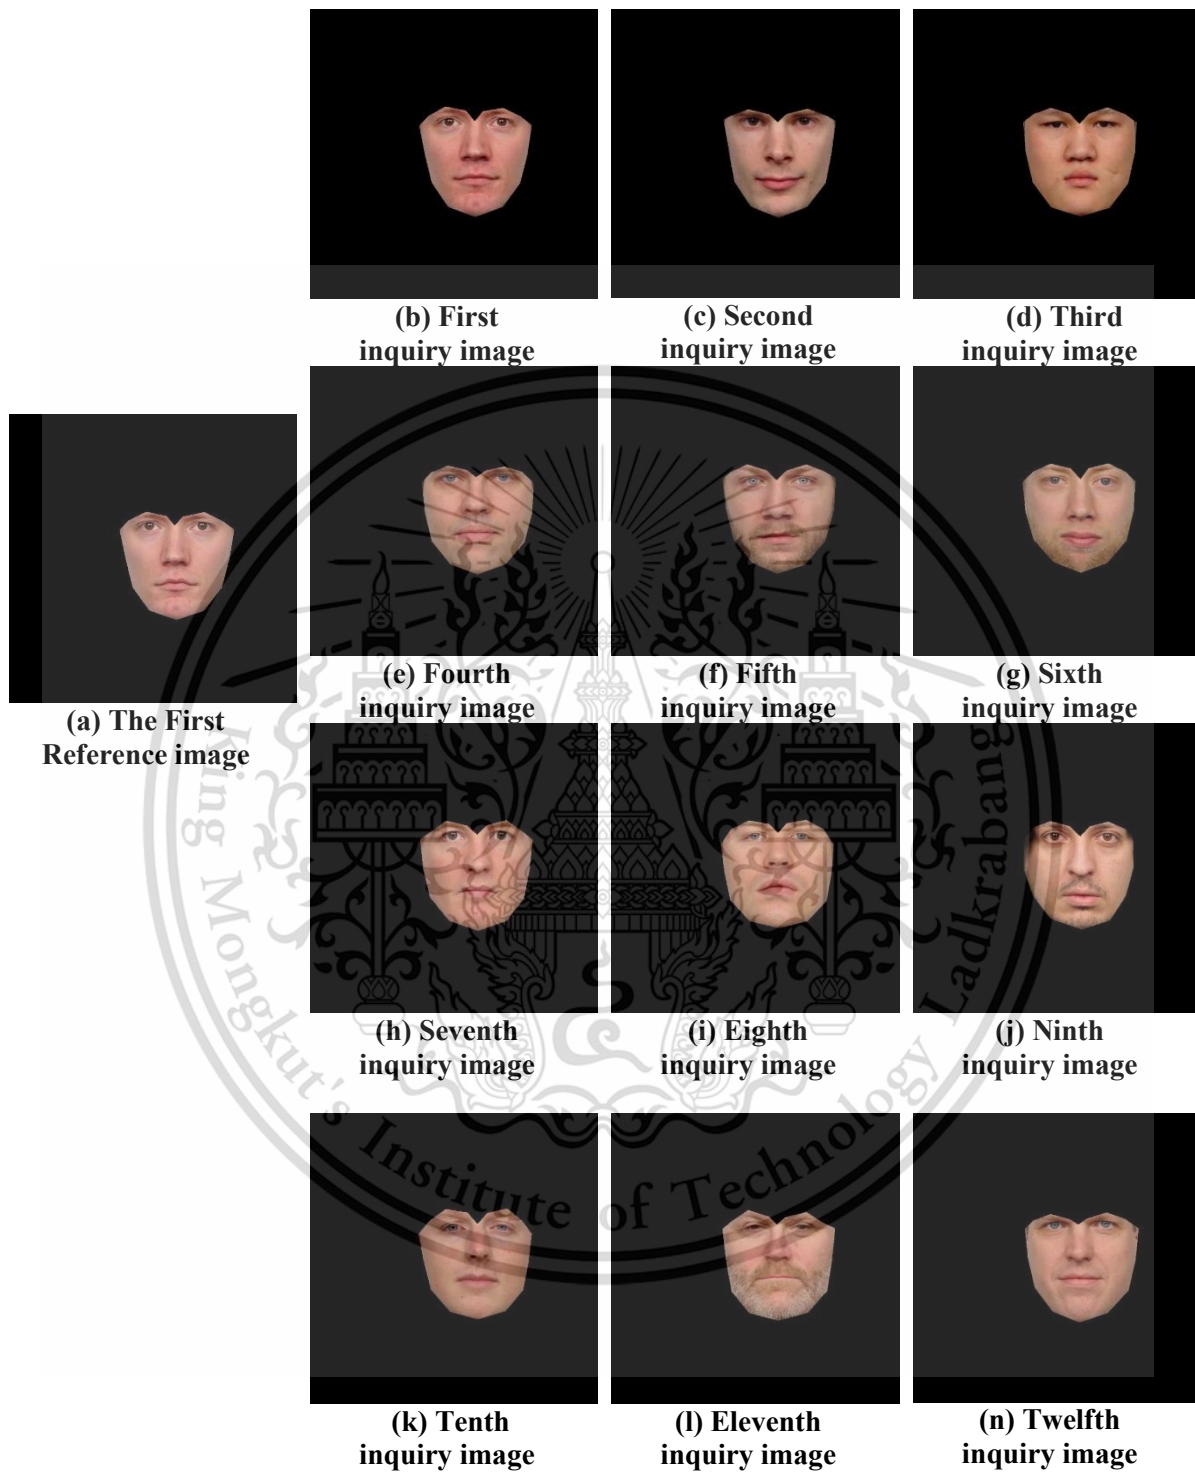 (b) First
inquiry image
(c) Second
inquiry image
(d) Third
inquiry image
(a) The First
Reference image
(e) Fourth
inquiry image
(f) Fifth
inquiry image
(g) Sixth
inquiry image
(h) Seventh
inquiry image
(i) Eighth
inquiry image
(j) Ninth
inquiry image
(k) Tenth
inquiry image
(l) Eleventh
inquiry image
(n) Twelfth
inquiry image
King Mongkut's Institute of Technology Ladkrabang